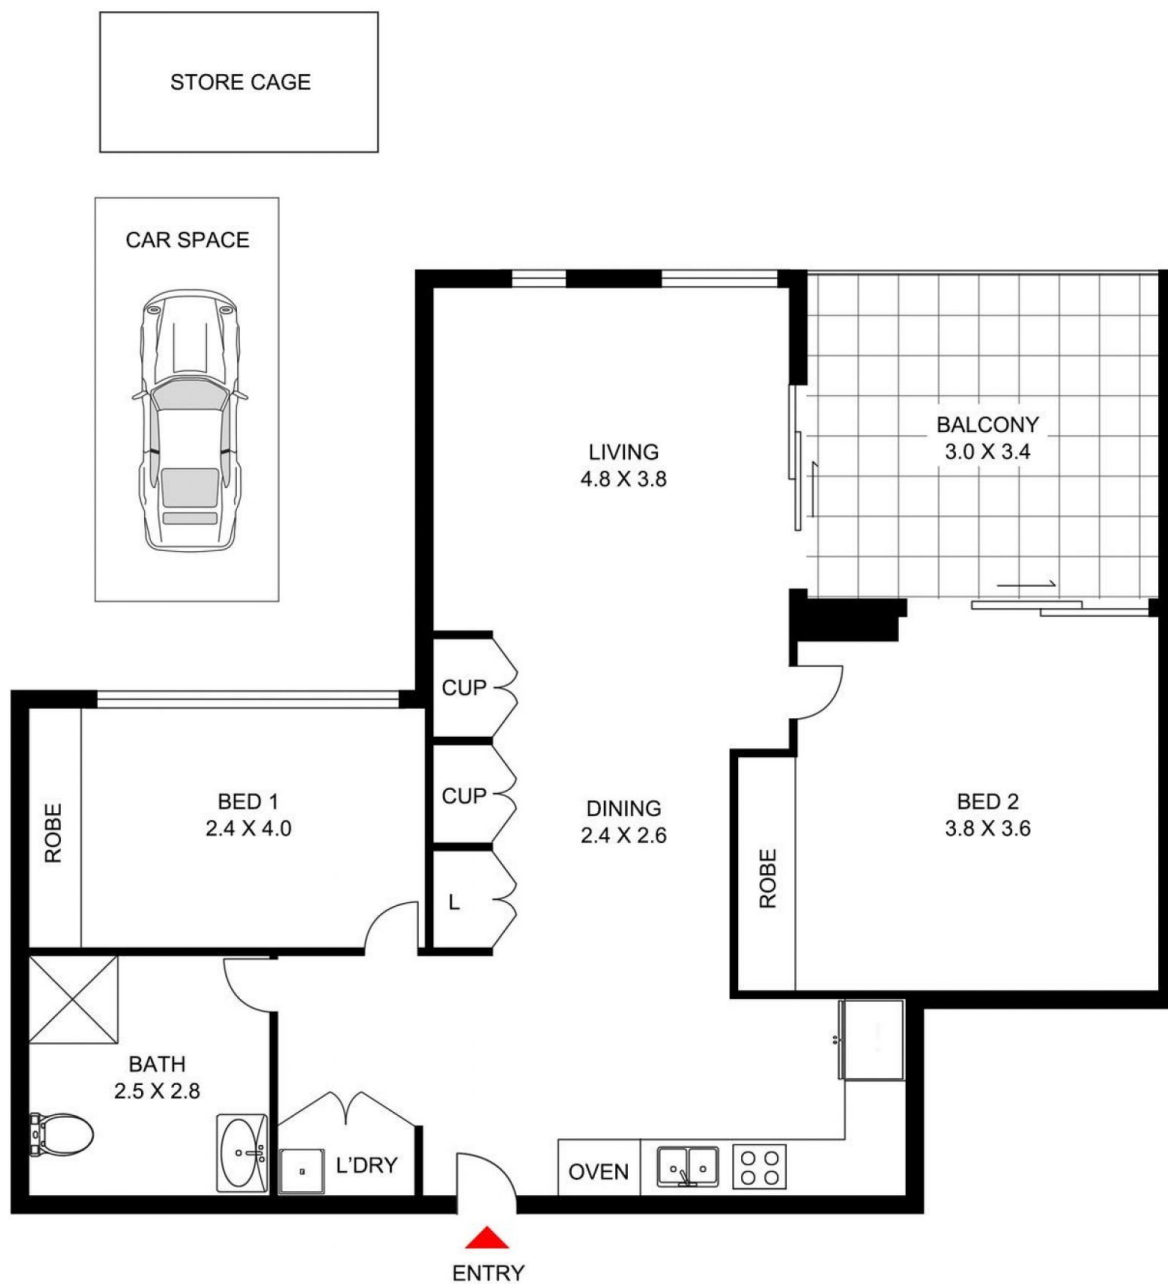 STORE CAGE
CAR SPACE
BALCONY
3.0 X 3.4
LIVING
4.8 X 3.8
CUP
CUP
L
BED 1
2.4 X 4.0
ROBE
DINING
2.4 X 2.6
BED 2
3.8 X 3.6
ROBE
BATH
2.5 X 2.8
L'DRY
OVEN
ENTRY